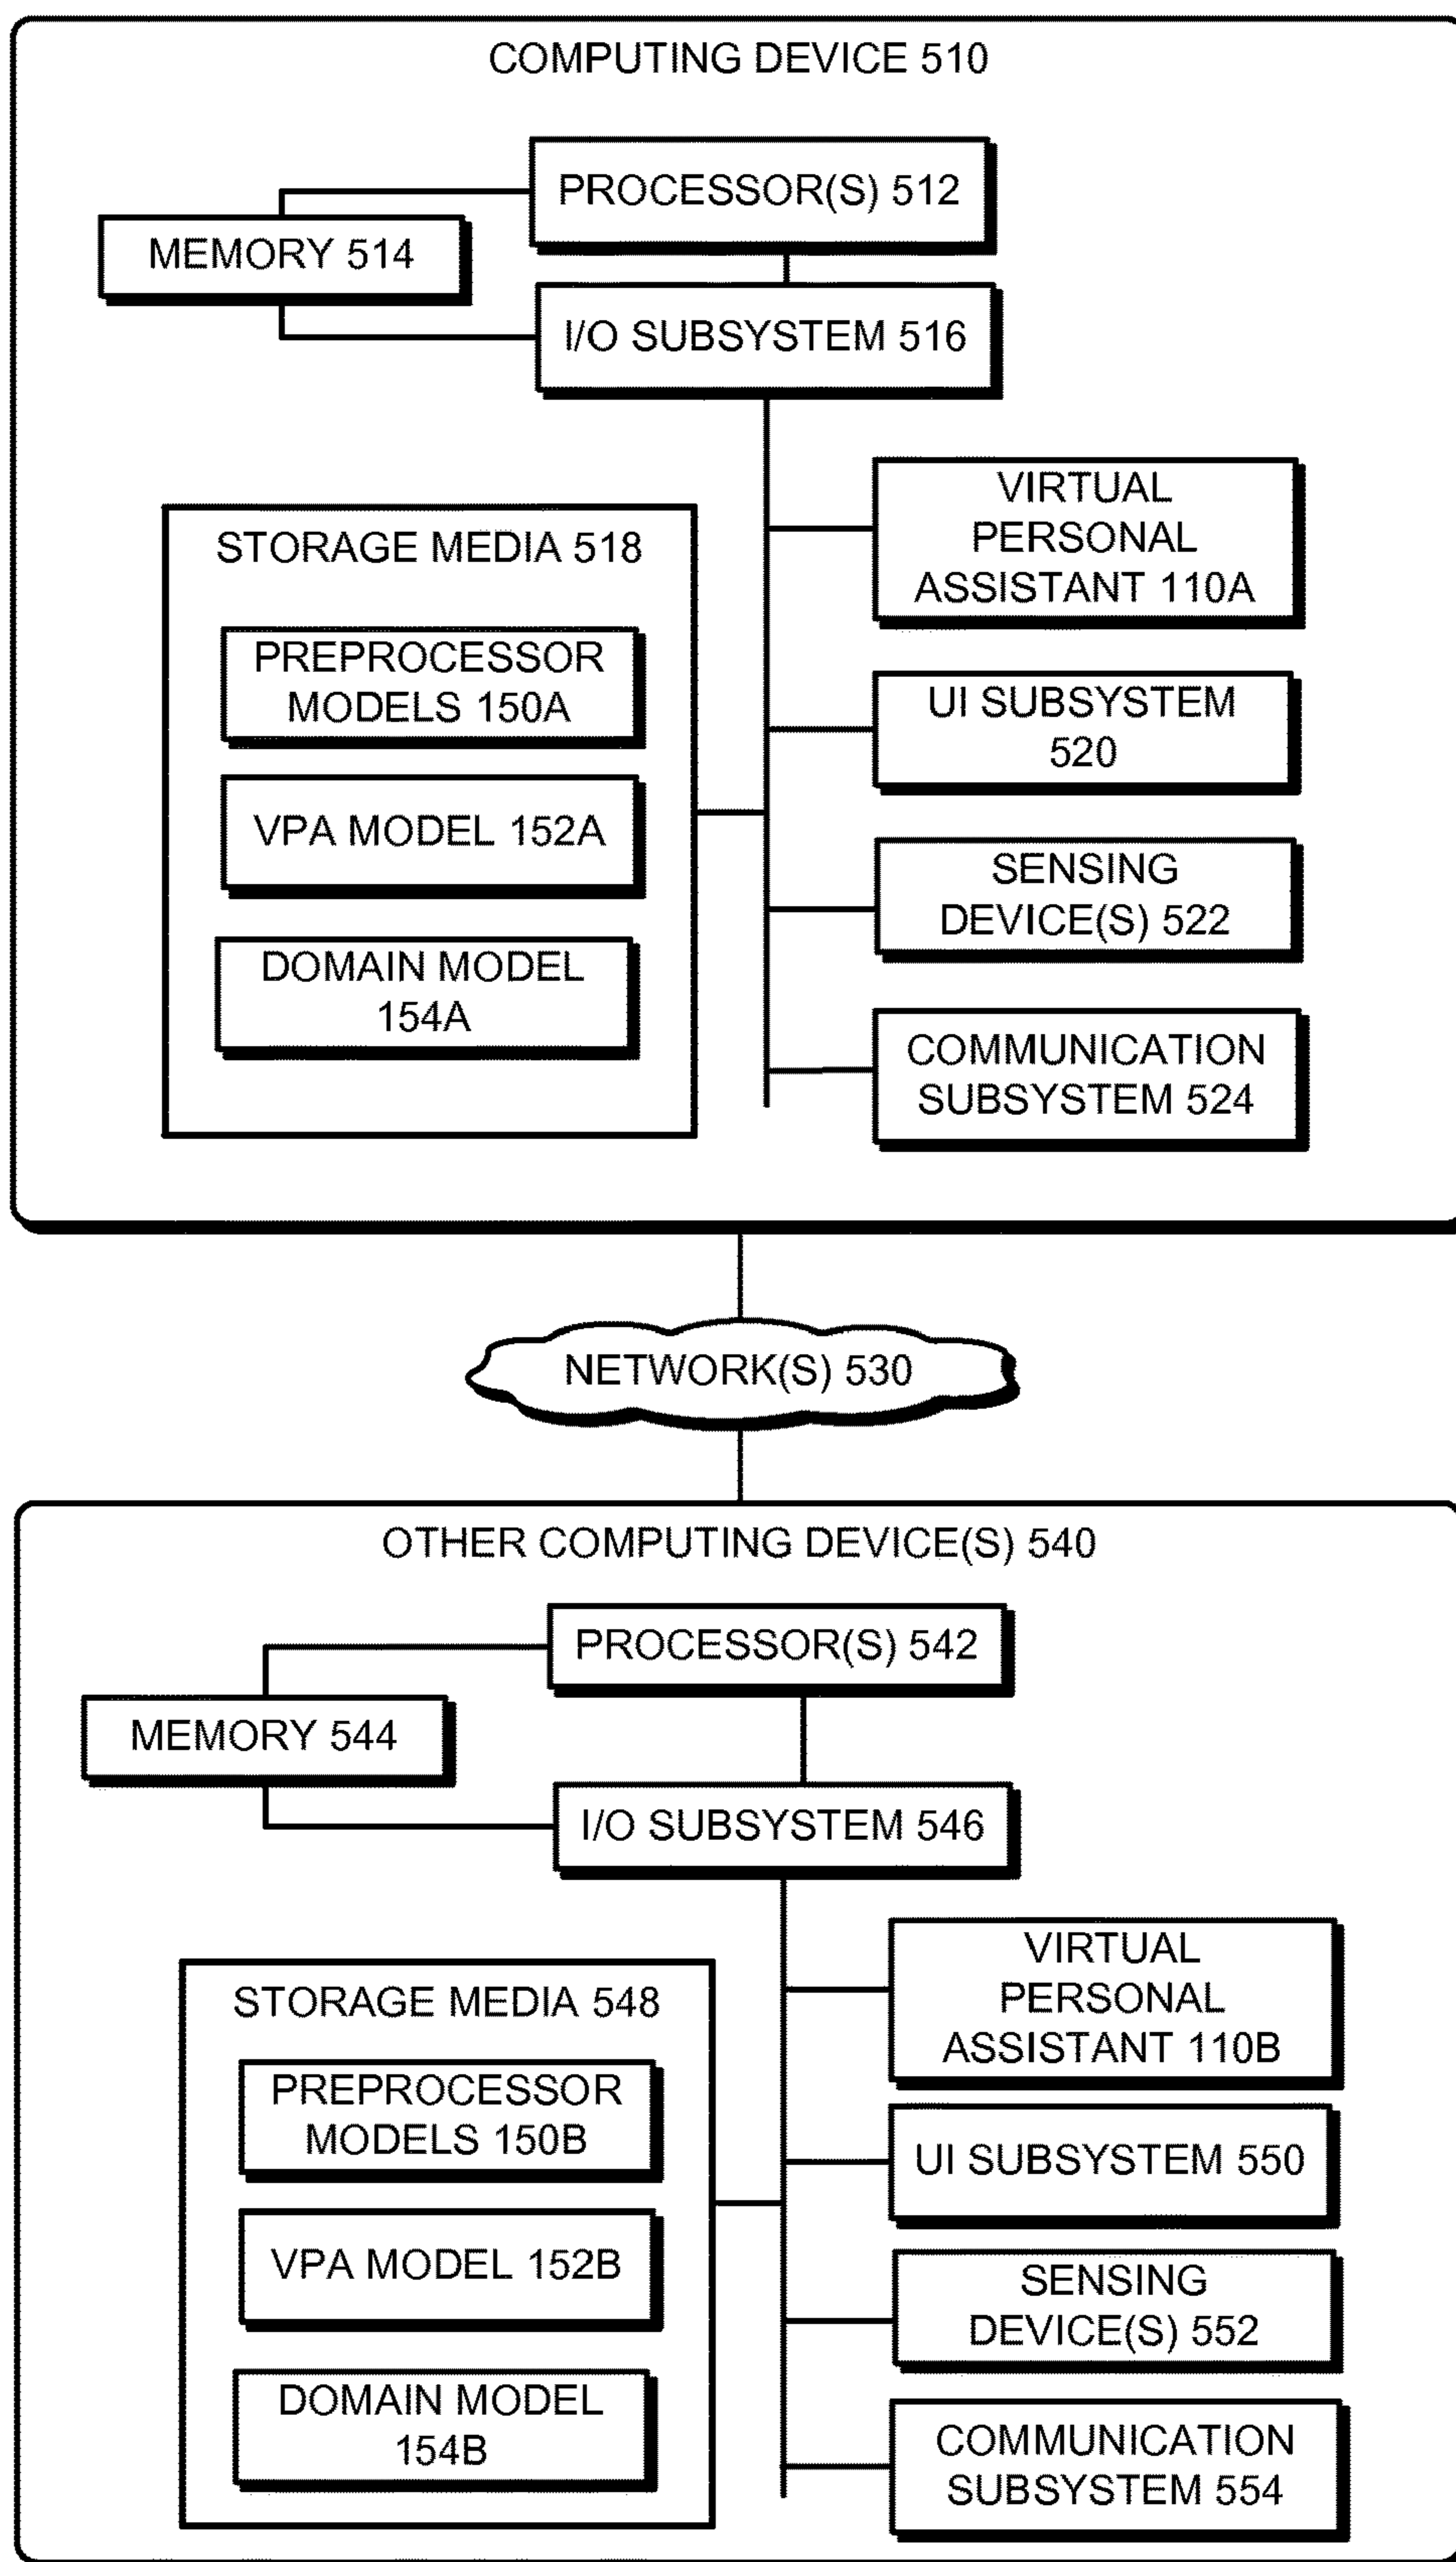 COMPUTING DEVICE 510
PROCESSOR(S) 512
MEMORY 514
I/O SUBSYSTEM 516
STORAGE MEDIA 518
PREPROCESSOR
MODELS 150A
VPA MODEL 152A
DOMAIN MODEL
154A
VIRTUAL
PERSONAL
ASSISTANT 110A
UI SUBSYSTEM
520
SENSING
DEVICE(S) 522
COMMUNICATION
SUBSYSTEM 524
NETWORK(S) 530
OTHER COMPUTING DEVICE(S) 540
PROCESSOR(S) 542
MEMORY 544
I/O SUBSYSTEM 546
STORAGE MEDIA 548
PREPROCESSOR
MODELS 150B
VPA MODEL 152B
DOMAIN MODEL
154B
VIRTUAL
PERSONAL
ASSISTANT 110B
UI SUBSYSTEM 550
SENSING
DEVICE(S) 552
COMMUNICATION
SUBSYSTEM 554